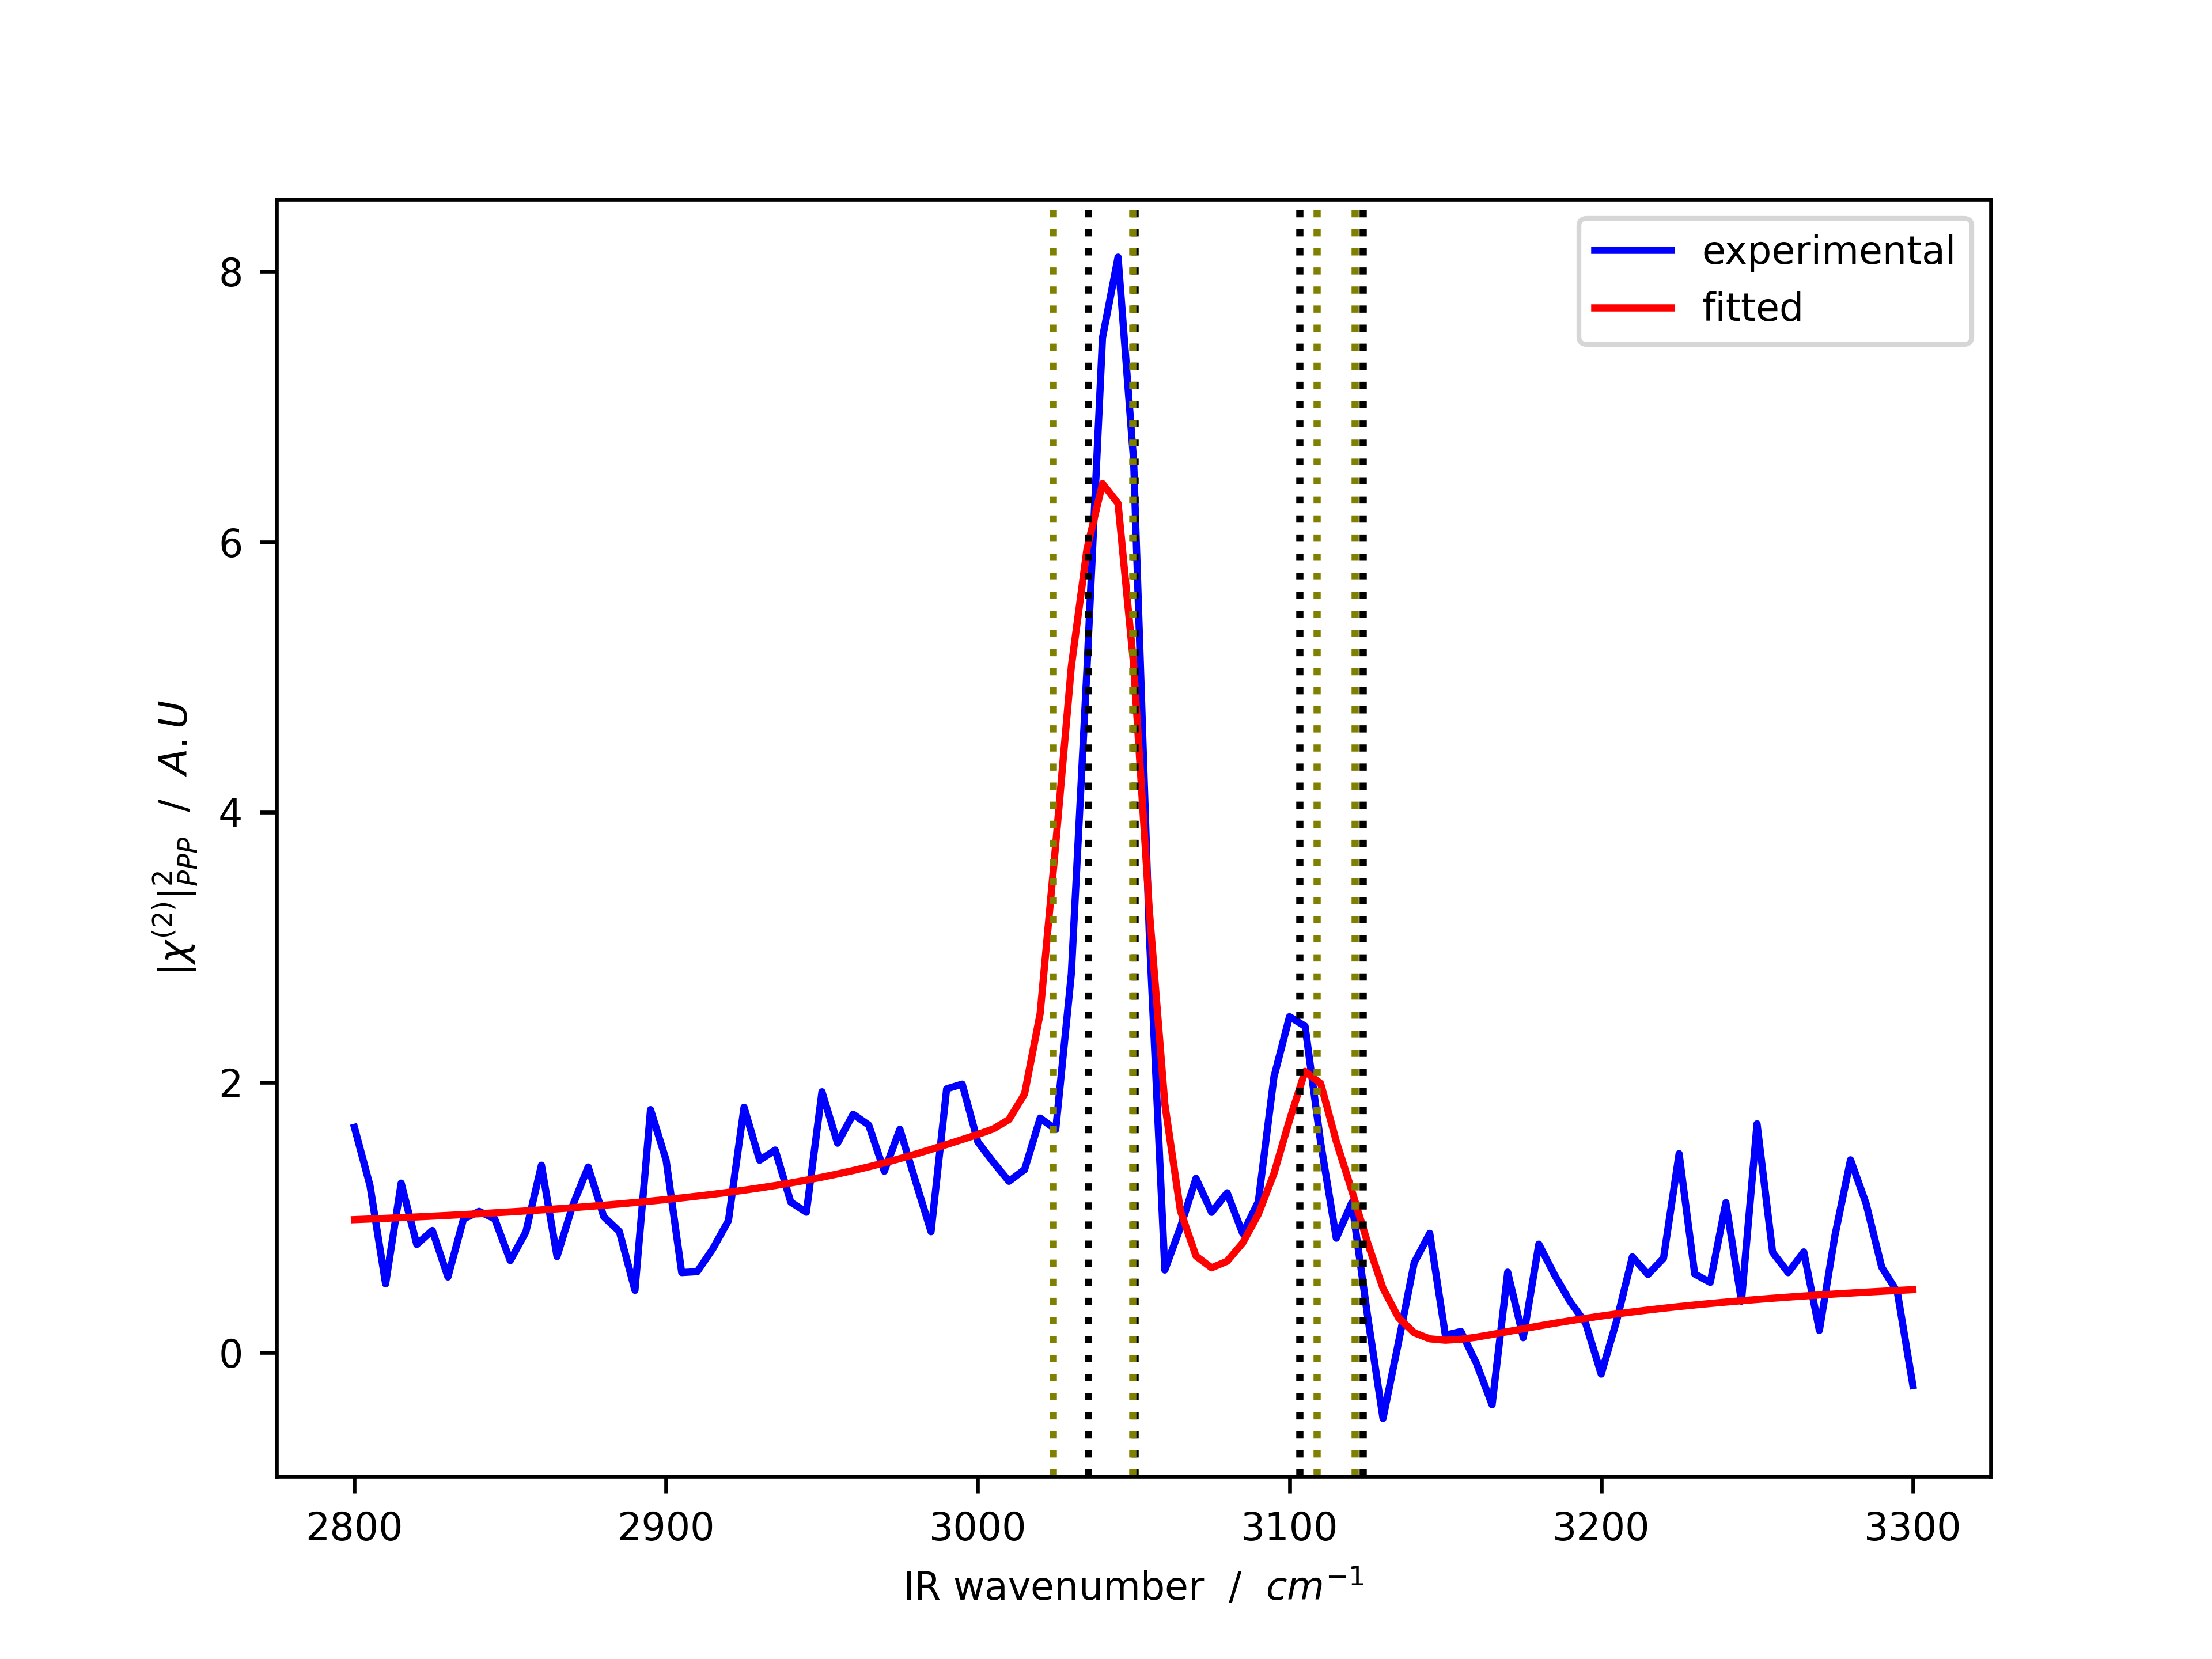 experimental
fitted
8
6
4
2
0
|χ⁽²⁾|²PPP / A.U
2800 2900 3000 3100 3200 3300
IR wavenumber / cm⁻¹